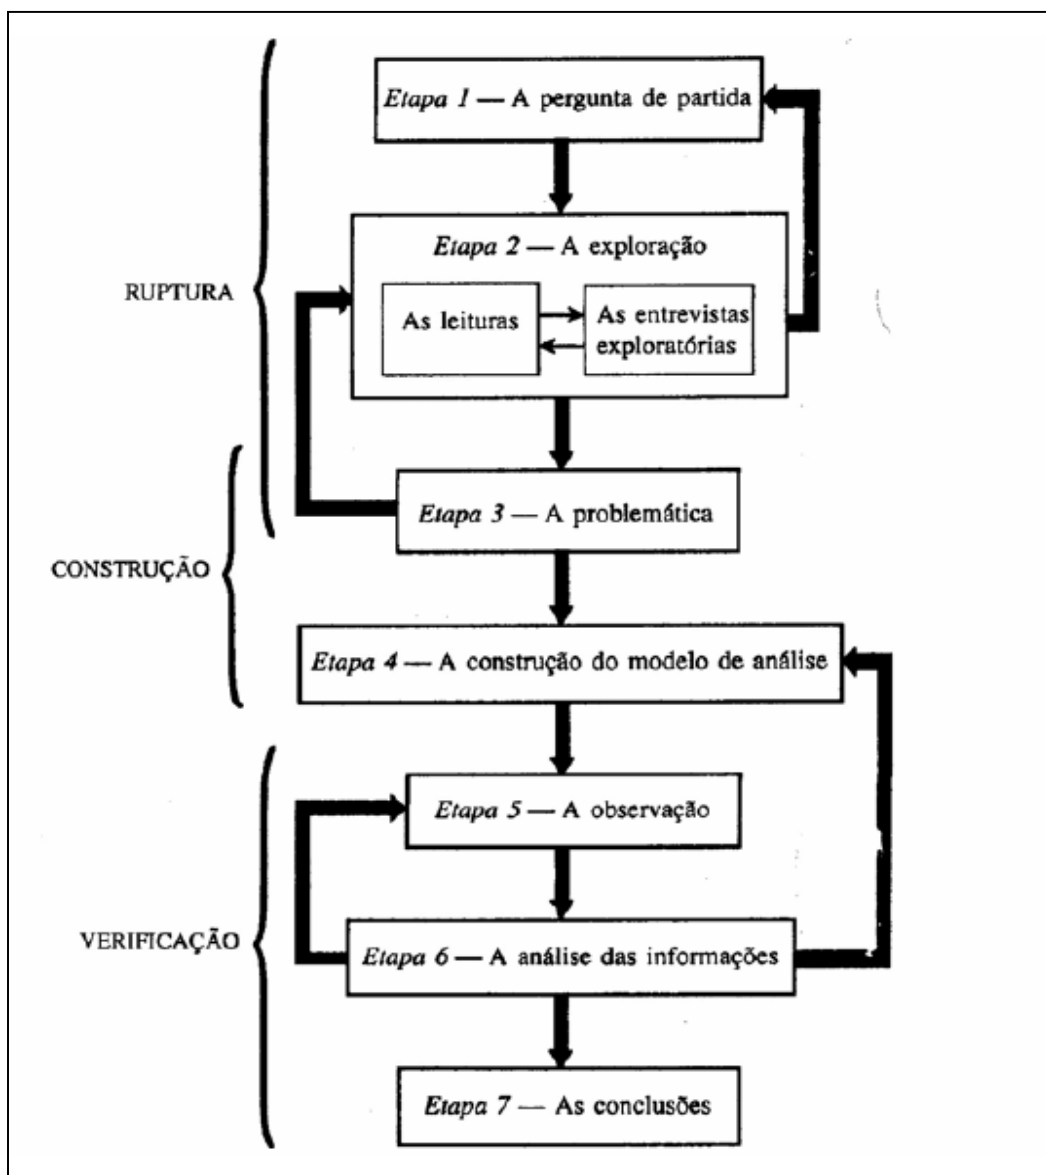 Etapa 1 — A pergunta de partida
Etapa 2 — A exploração
As leituras
As entrevistas
exploratórias
RUPTURA
Etapa 3 — A problemática
CONSTRUÇÃO
Etapa 4 — A construção do modelo de análise
Etapa 5 — A observação
VERIFICAÇÃO
Etapa 6 — A análise das informações
Etapa 7 — As conclusões